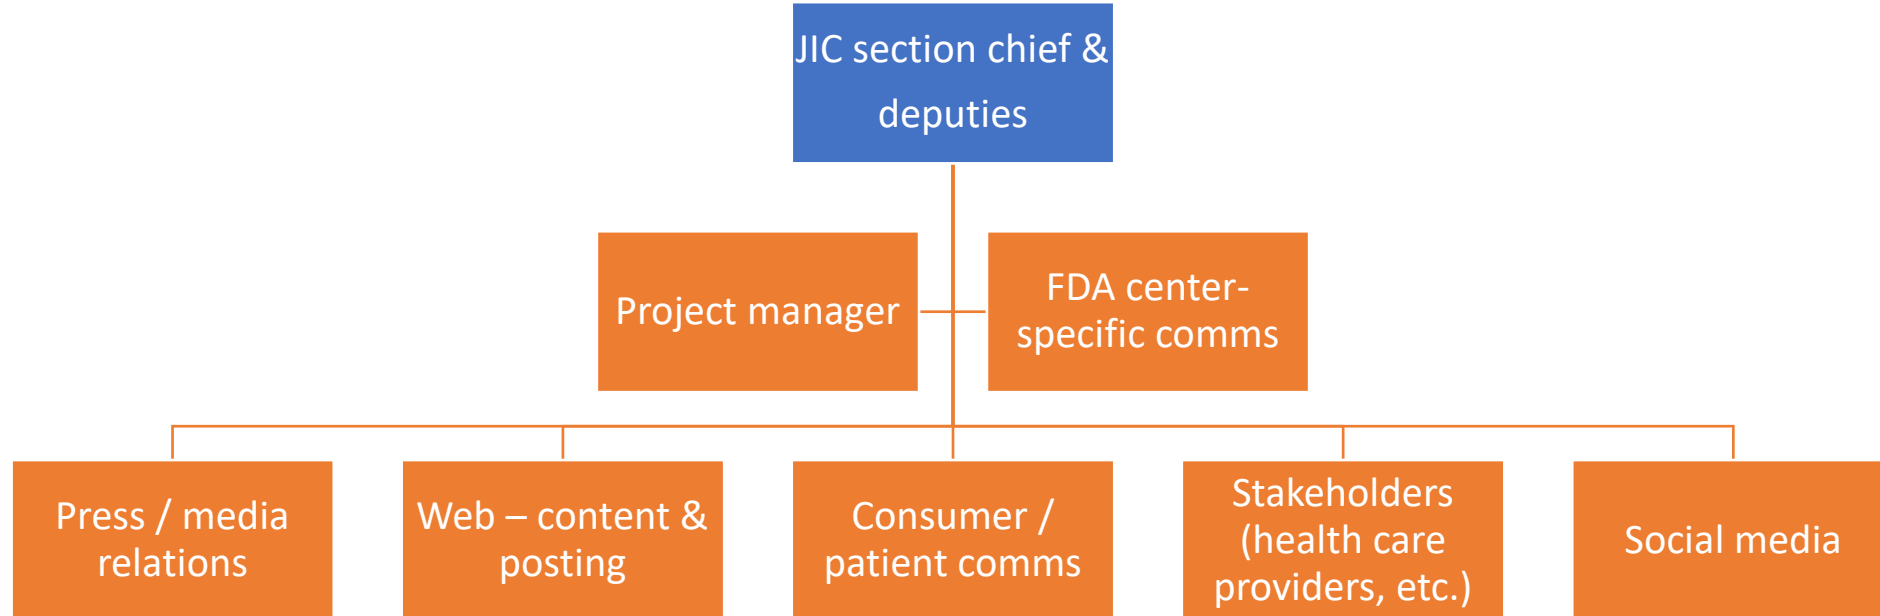 JIC section chief &
deputies
Project manager
FDA center-
specific comms
Press / media
relations
Web – content &
posting
Consumer /
patient comms
Stakeholders
(health care
providers, etc.)
Social media